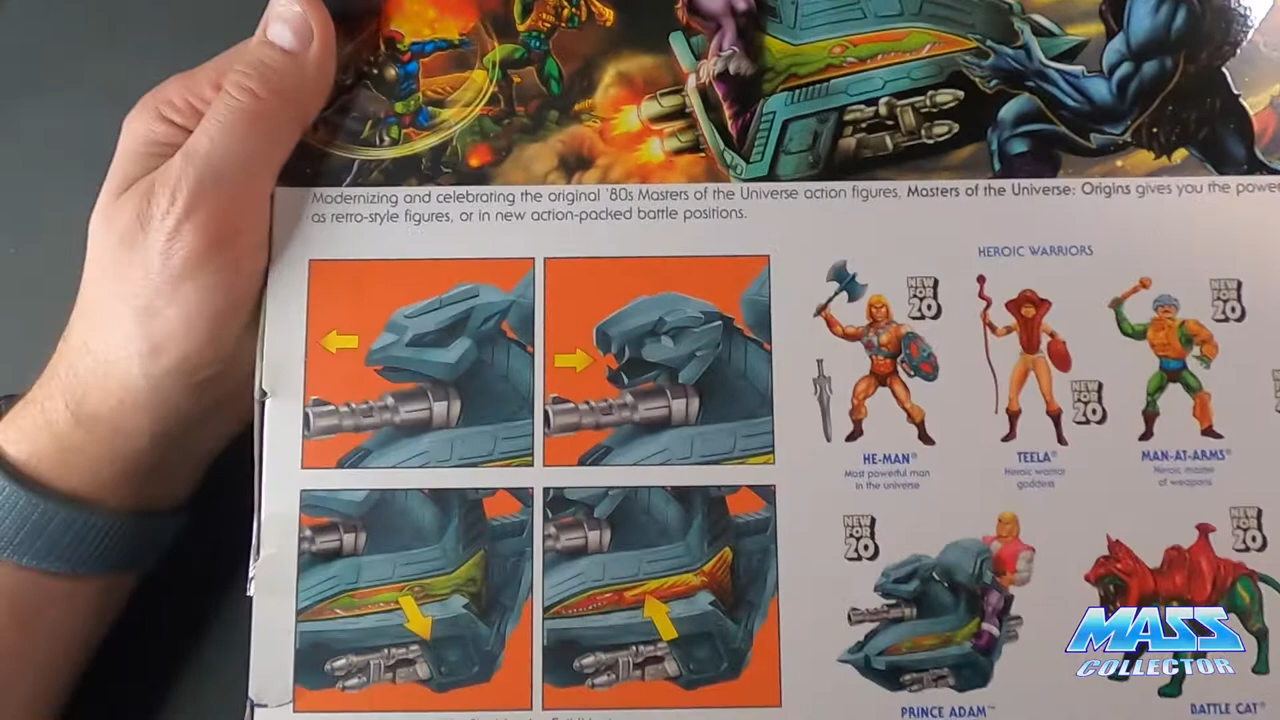 Modernizing and celebrating the original '80s Masters of the Universe action figures, Masters of the Universe: Origins gives you the power
as retro-style figures, or in new action-packed battle positions.
HEROIC WARRIORS
NEW
FOR
20
NEW
FOR
20
NEW
FOR
20
HE-MAN®
Most powerful man
in the universe
TEELA®
Heroic warrior
goddess
MAN-AT-ARMS®
Heroic master
of weapons
NEW
FOR
20
NEW
FOR
20
MASS
COLLECTOR
PRINCE ADAM™
BATTLE CAT®